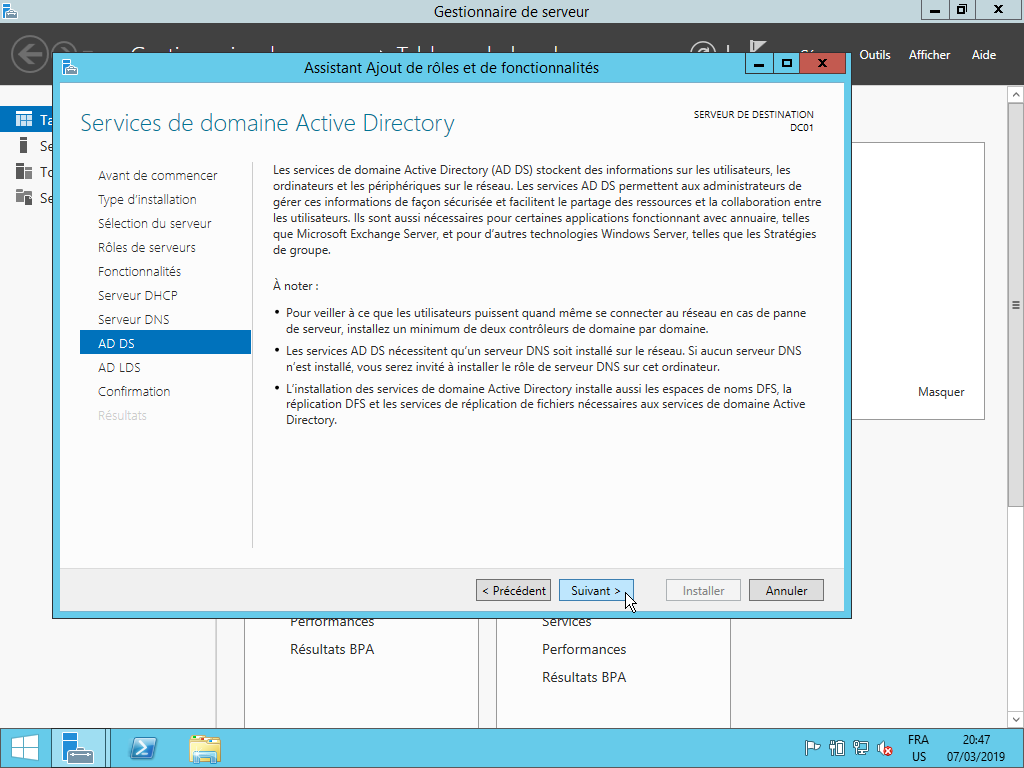 Gestionnaire de serveur
Outils Afficher Aide
Assistant Ajout de rôles et de fonctionnalités
Services de domaine Active Directory
SERVEUR DE DESTINATION
DC01
Avant de commencer
Type d'installation
Sélection du serveur
Rôles de serveurs
Fonctionnalités
Serveur DHCP
Serveur DNS
AD DS
AD LDS
Confirmation
Résultats
Les services de domaine Active Directory (AD DS) stockent des informations sur les utilisateurs, les
ordinateurs et les périphériques sur le réseau. Les services AD DS permettent aux administrateurs de
gérer ces informations de façon sécurisée et facilitent le partage des ressources et la collaboration entre
les utilisateurs. Ils sont aussi nécessaires pour certaines applications fonctionnant avec annuaire, telles
que Microsoft Exchange Server, et pour d'autres technologies Windows Server, telles que les Stratégies
de groupe.
À noter :
• Pour veiller à ce que les utilisateurs puissent quand même se connecter au réseau en cas de panne
de serveur, installez un minimum de deux contrôleurs de domaine par domaine.
• Les services AD DS nécessitent qu'un serveur DNS soit installé sur le réseau. Si aucun serveur DNS
n'est installé, vous serez invité à installer le rôle de serveur DNS sur cet ordinateur.
• L'installation des services de domaine Active Directory installe aussi les espaces de noms DFS, la
réplication DFS et les services de réplication de fichiers nécessaires aux services de domaine Active
Directory.
Masquer
< Précédent Suivant > Installer Annuler
Performances
Résultats BPA
Services
Performances
Résultats BPA
FRA
US
20:47
07/03/2019